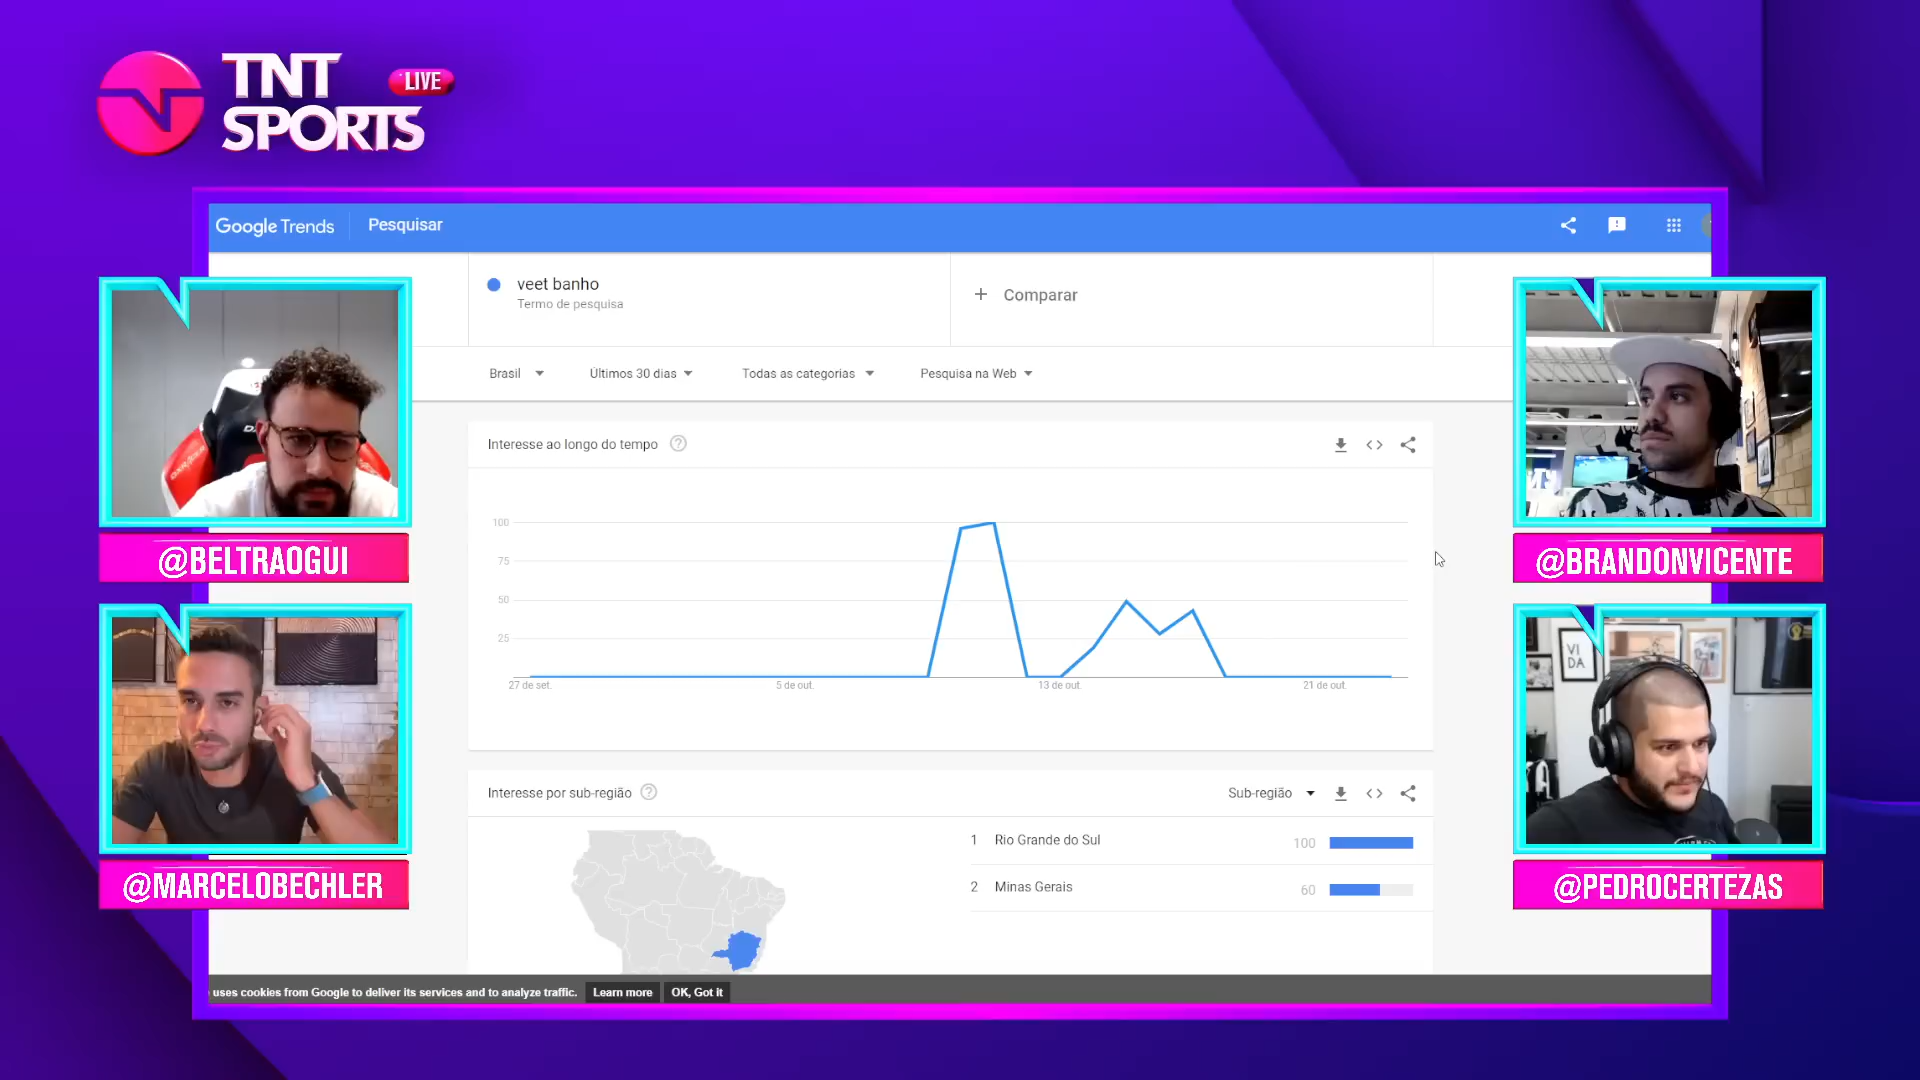 TNT
SPORTS
LIVE
Google Trends
Pesquisar
veet banho
Termo de pesquisa
+ Comparar
Brasil
Últimos 30 dias
Todas as categorias
Pesquisa na Web
Interesse ao longo do tempo
100
75
50
25
27 de set.
5 de out.
13 de out.
21 de out.
Interesse por sub-região
Sub-região
1 Rio Grande do Sul 100
2 Minas Gerais 60
uses cookies from Google to deliver its services and to analyze traffic.
Learn more
OK, Got it
@BELTRAOGUI
@MARCELOBECHLER
@BRANDONVICENTE
VI
DA
@PEDROCERTEZAS